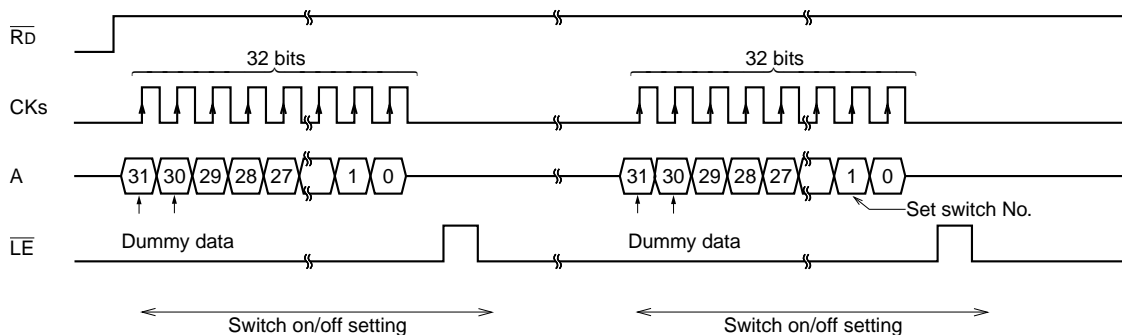 RD
32 bits 32 bits
CKs
A 31 30 29 28 27 1 0 31 30 29 28 27 1 0
Set switch No.
Dummy data Dummy data
LE
Switch on/off setting Switch on/off setting